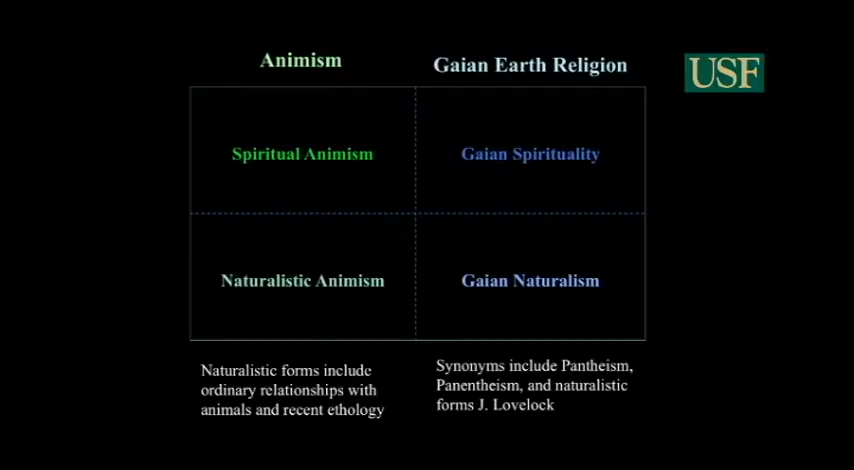 Animism
Gaian Earth Religion
USF
Spiritual Animism
Gaian Spirituality
Naturalistic Animism
Gaian Naturalism
Naturalistic forms include
ordinary relationships with
animals and recent ethology
Synonyms include Pantheism,
Panentheism, and naturalistic
forms J. Lovelock